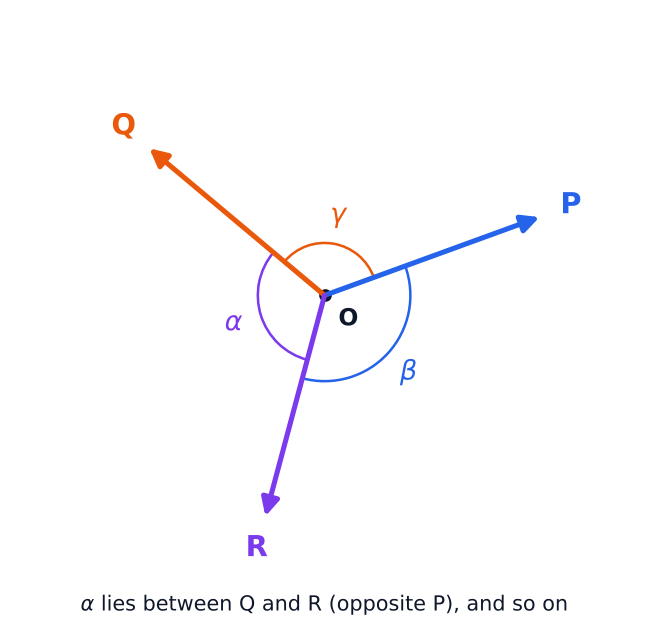 Q
P
γ
O
α
β
R
α lies between Q and R (opposite P), and so on